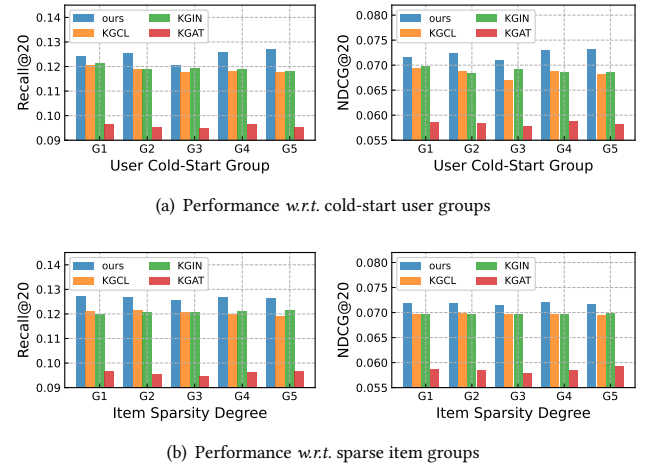 Recall@20
0.14
0.13
0.12
0.11
0.10
0.09
ours
KGCL
KGIN
KGAT
G1 G2 G3 G4 G5
User Cold-Start Group
NDCG@20
0.080
0.075
0.070
0.065
0.060
0.055
ours
KGCL
KGIN
KGAT
G1 G2 G3 G4 G5
User Cold-Start Group
(a) Performance w.r.t. cold-start user groups
Recall@20
0.14
0.13
0.12
0.11
0.10
0.09
ours
KGCL
KGIN
KGAT
G1 G2 G3 G4 G5
Item Sparsity Degree
NDCG@20
0.080
0.075
0.070
0.065
0.060
0.055
ours
KGCL
KGIN
KGAT
G1 G2 G3 G4 G5
Item Sparsity Degree
(b) Performance w.r.t. sparse item groups